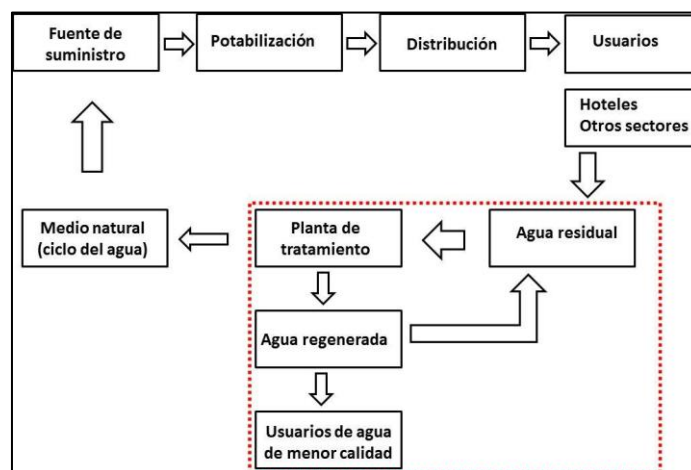 Fuente de
suministro
Potabilización
Distribución
Usuarios
Hoteles
Otros sectores
Medio natural
(ciclo del agua)
Planta de
tratamiento
Agua residual
Agua regenerada
Usuarios de agua
de menor calidad